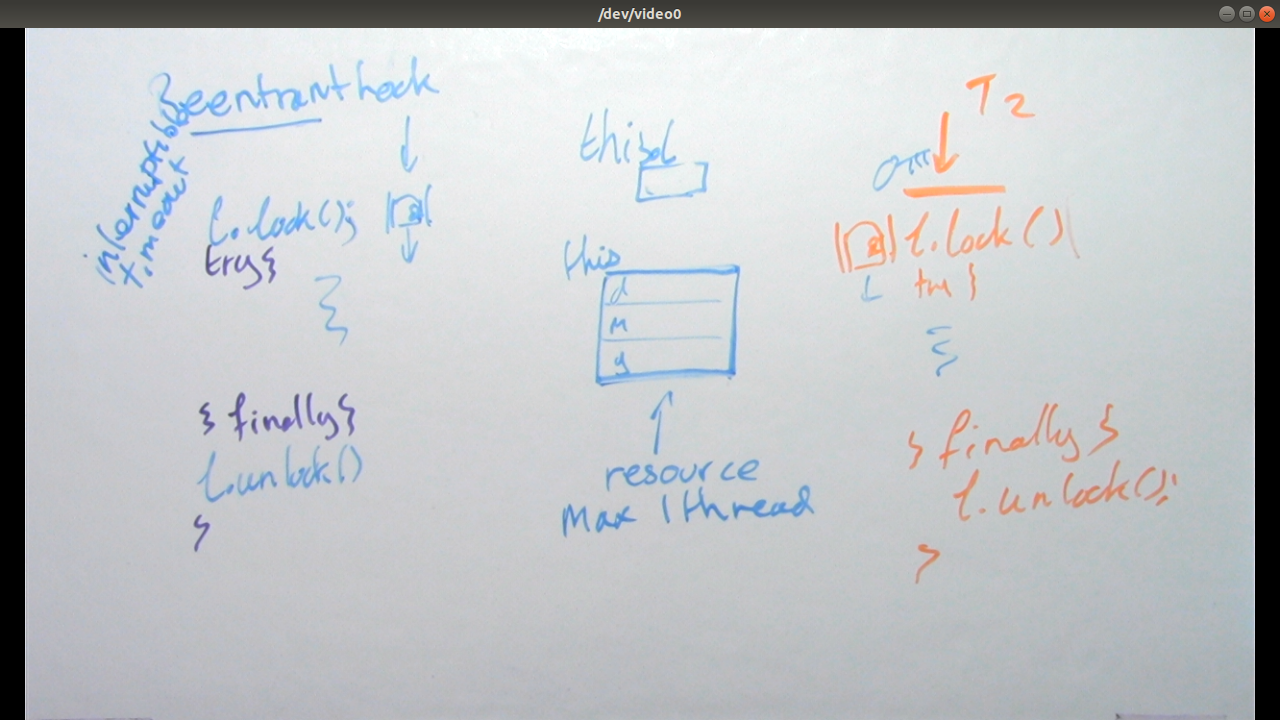 /dev/video0
ReentrantLock
interruptible
timeout
l.lock();
try{
} finally {
l.unlock()
}
this
this
d
m
y
resource
Max 1 thread
T2
l.lock()
try {
} finally {
l.unlock();
}